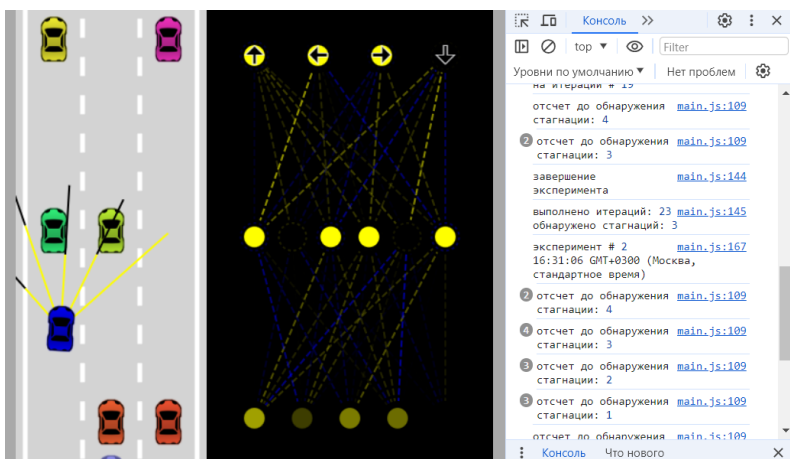 Консоль
top
Filter
Уровни по умолчанию
Нет проблем
на итерации # 19
отсчет до обнаружения main.js:109
стагнации: 4
2 отсчет до обнаружения main.js:109
стагнации: 3
завершение main.js:144
эксперимента
выполнено итераций: 23 main.js:145
обнаружено стагнаций: 3
эксперимент # 2 main.js:167
16:31:06 GMT+0300 (Москва,
стандартное время)
2 отсчет до обнаружения main.js:109
стагнации: 4
4 отсчет до обнаружения main.js:109
стагнации: 3
3 отсчет до обнаружения main.js:109
стагнации: 2
3 отсчет до обнаружения main.js:109
стагнации: 1
отсчет до обнаружения main.js:109
Консоль Что нового